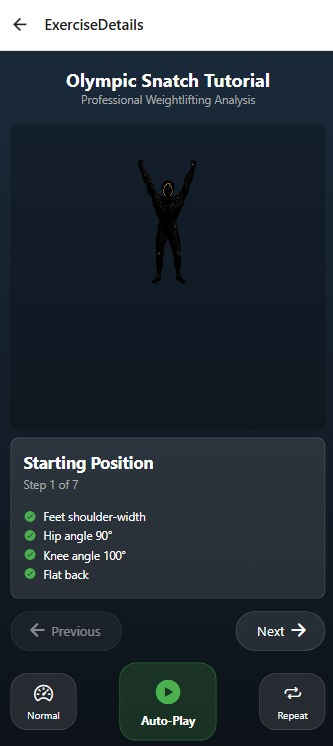 ExerciseDetails
Olympic Snatch Tutorial
Professional Weightlifting Analysis
Starting Position
Step 1 of 7
Feet shoulder-width
Hip angle 90°
Knee angle 100°
Flat back
Previous
Next
Normal
Auto-Play
Repeat